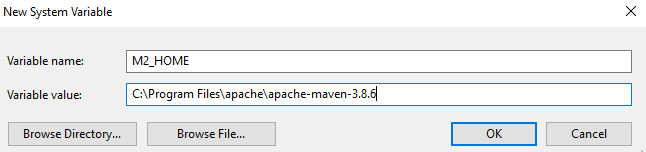 New System Variable
Variable name: M2_HOME
Variable value: C:\Program Files\apache\apache-maven-3.8.6
Browse Directory... Browse File... OK Cancel